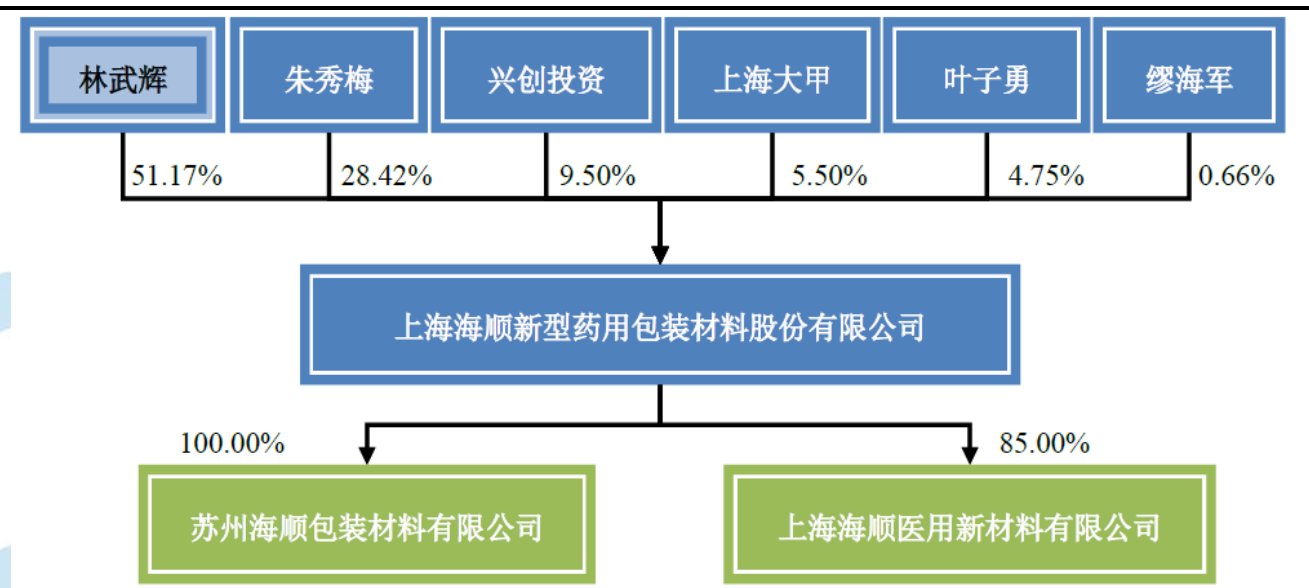 林武辉 朱秀梅 兴创投资 上海大甲 叶子勇 缪海军
51.17% 28.42% 9.50% 5.50% 4.75% 0.66%
上海海顺新型药用包装材料股份有限公司
100.00% 85.00%
苏州海顺包装材料有限公司 上海海顺医用新材料有限公司